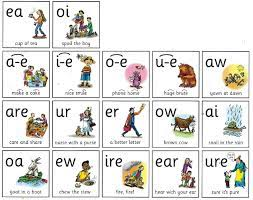 ea oi
cup of tea spoil the boy
a-e i-e o-e u-e aw
make a cake nice smile phone home huge brute yawn at dawn
are ur er ow ai
care and share nurse with a purse a better letter brown cow snail in the rain
oa ew ire ear ure
goat in a boat chew the stew fire, fire! hear with your ear sure it's pure